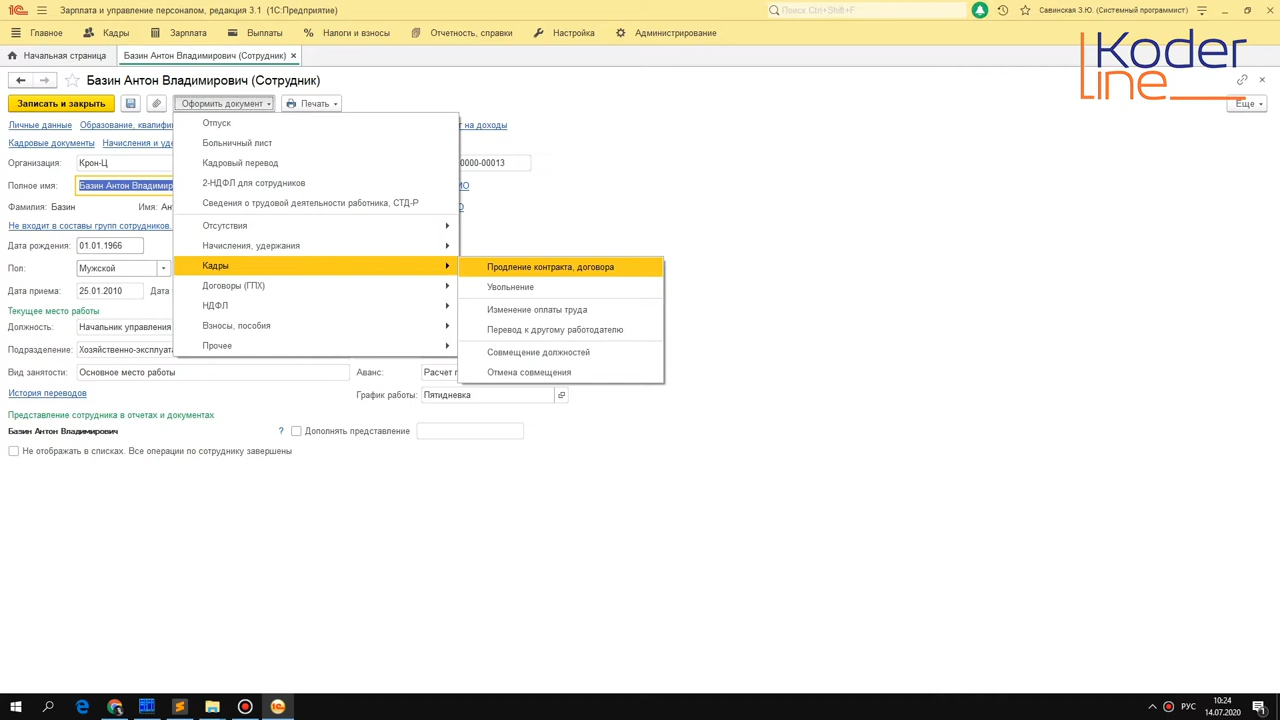 Зарплата и управление персоналом, редакция 3.1 (1С:Предприятие)
Поиск Ctrl+Shift+F
Савинская З.Ю. (Системный программист)
Главное Кадры Зарплата Выплаты Налоги и взносы Отчетность, справки Настройка Администрирование
Начальная страница Базин Антон Владимирович (Сотрудник) ×
Koder line
Базин Антон Владимирович (Сотрудник)
Записать и закрыть Оформить документ Печать Еще
Личные данные Образование, квалифи на доходы
Кадровые документы Начисления и уде
Организация: Крон-Ц 0000-00013
Полное имя: Базин Антон Владимир
Фамилия: Базин Имя:
Не входит в составы групп сотрудников.
Дата рождения: 01.01.1966
Пол: Мужской
Дата приема: 25.01.2010 Дата
Текущее место работы
Должность: Начальник управления
Подразделение: Хозяйственно-эксплуата
Вид занятости: Основное место работы Аванс: Расчет
История переводов График работы: Пятидневка
Представление сотрудника в отчетах и документах
Базин Антон Владимирович ? Дополнять представление
Не отображать в списках. Все операции по сотруднику завершены
Отпуск
Больничный лист
Кадровый перевод
2-НДФЛ для сотрудников
Сведения о трудовой деятельности работника, СТД-Р
Отсутствия
Начисления, удержания
Кадры
Договоры (ГПХ)
НДФЛ
Взносы, пособия
Прочее
Продление контракта, договора
Увольнение
Изменение оплаты труда
Перевод к другому работодателю
Совмещение должностей
Отмена совмещения
РУС
10:24
14.07.2020